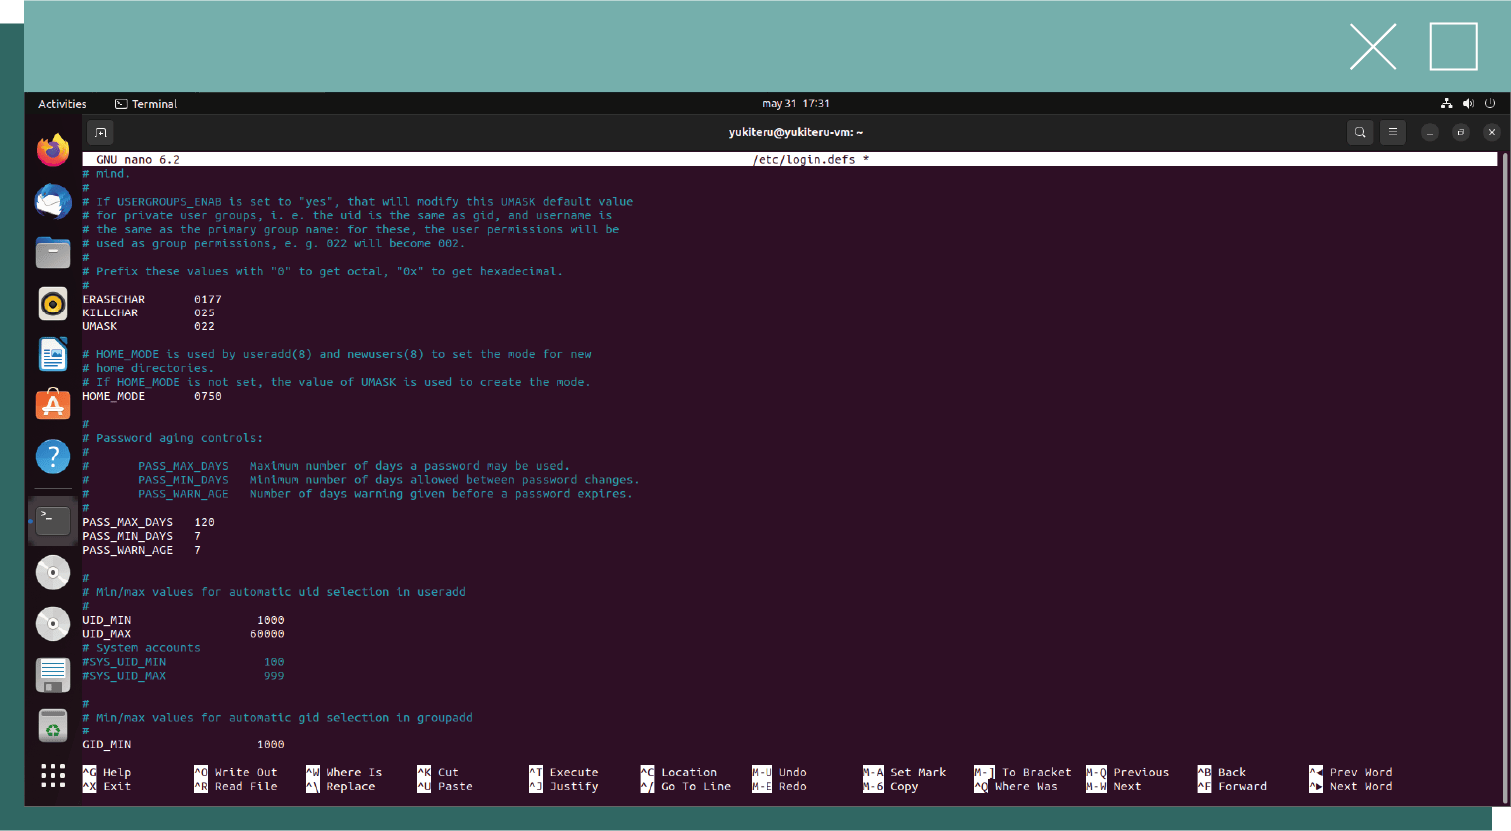 Activities Terminal may 31 17:31
yukiteru@yukiteru-vm: ~
GNU nano 6.2 /etc/login.defs *
# mind.
#
# If USERGROUPS_ENAB is set to "yes", that will modify this UMASK default value
# for private user groups, i. e. the uid is the same as gid, and username is
# the same as the primary group name: for these, the user permissions will be
# used as group permissions, e. g. 022 will become 002.
#
# Prefix these values with "0" to get octal, "0x" to get hexadecimal.
#
ERASECHAR 0177
KILLCHAR 025
UMASK 022
# HOME_MODE is used by useradd(8) and newusers(8) to set the mode for new
# home directories.
# If HOME_MODE is not set, the value of UMASK is used to create the mode.
HOME_MODE 0750
#
# Password aging controls:
#
# PASS_MAX_DAYS Maximum number of days a password may be used.
# PASS_MIN_DAYS Minimum number of days allowed between password changes.
# PASS_WARN_AGE Number of days warning given before a password expires.
#
PASS_MAX_DAYS 120
PASS_MIN_DAYS 7
PASS_WARN_AGE 7
#
# Min/max values for automatic uid selection in useradd
#
UID_MIN 1000
UID_MAX 60000
# System accounts
#SYS_UID_MIN 100
#SYS_UID_MAX 999
#
# Min/max values for automatic gid selection in groupadd
#
GID_MIN 1000
^G Help ^O Write Out ^W Where Is ^K Cut ^T Execute ^C Location M-U Undo M-A Set Mark M-] To Bracket M-Q Previous ^B Back ^◀ Prev Word
^X Exit ^R Read File ^\ Replace ^U Paste ^J Justify ^/ Go To Line M-E Redo M-6 Copy ^Q Where Was M-W Next ^F Forward ^▶ Next Word